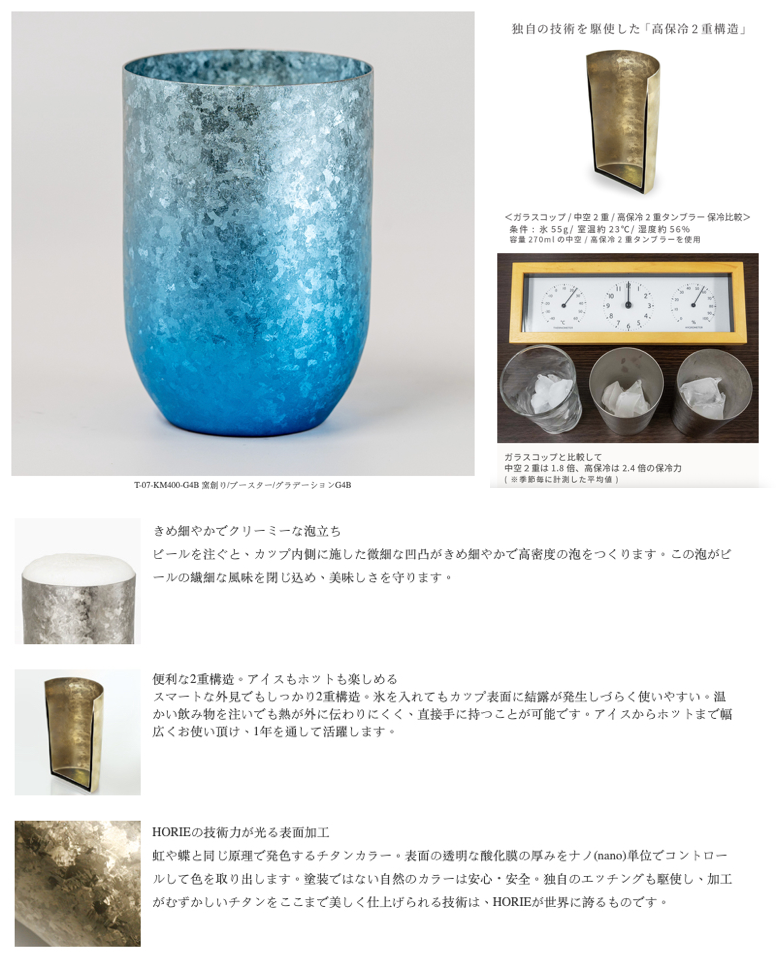 独自の技術を駆使した「高保冷2重構造」
＜ガラスコップ / 中空 2 重 / 高保冷 2 重タンブラー 保冷比較＞
条件 : 氷 55g / 室温約 23℃/ 湿度約 56%
容量 270ml の中空 / 高保冷 2 重タンブラーを使用
11 12 1
10 2
9 3
8 4
7 6 5
℃
%
ガラスコップと比較して
中空 2 重は 1.8 倍、高保冷は 2.4 倍の保冷力
( ※季節毎に計測した平均値 )
T-07-KM400-G4B 窯創り/ブースター/グラデーションG4B
きめ細やかでクリーミーな泡立ち
ビールを注ぐと、カップ内側に施した微細な凹凸がきめ細やかで高密度の泡をつくります。この泡がビ
ールの繊細な風味を閉じ込め、美味しさを守ります。
便利な2重構造。アイスもホットも楽しめる
スマートな外見でもしっかり2重構造。氷を入れてもカップ表面に結露が発生しづらく使いやすい。温
かい飲み物を注いでも熱が外に伝わりにくく、直接手に持つことが可能です。アイスからホットまで幅
広くお使い頂け、1年を通して活躍します。
HORIEの技術力が光る表面加工
虹や蝶と同じ原理で発色するチタンカラー。表面の透明な酸化膜の厚みをナノ(nano)単位でコントロー
ルして色を取り出します。塗装ではない自然のカラーは安心・安全。独自のエッチングも駆使し、加工
がむずかしいチタンをここまで美しく仕上げられる技術は、HORIEが世界に誇るものです。